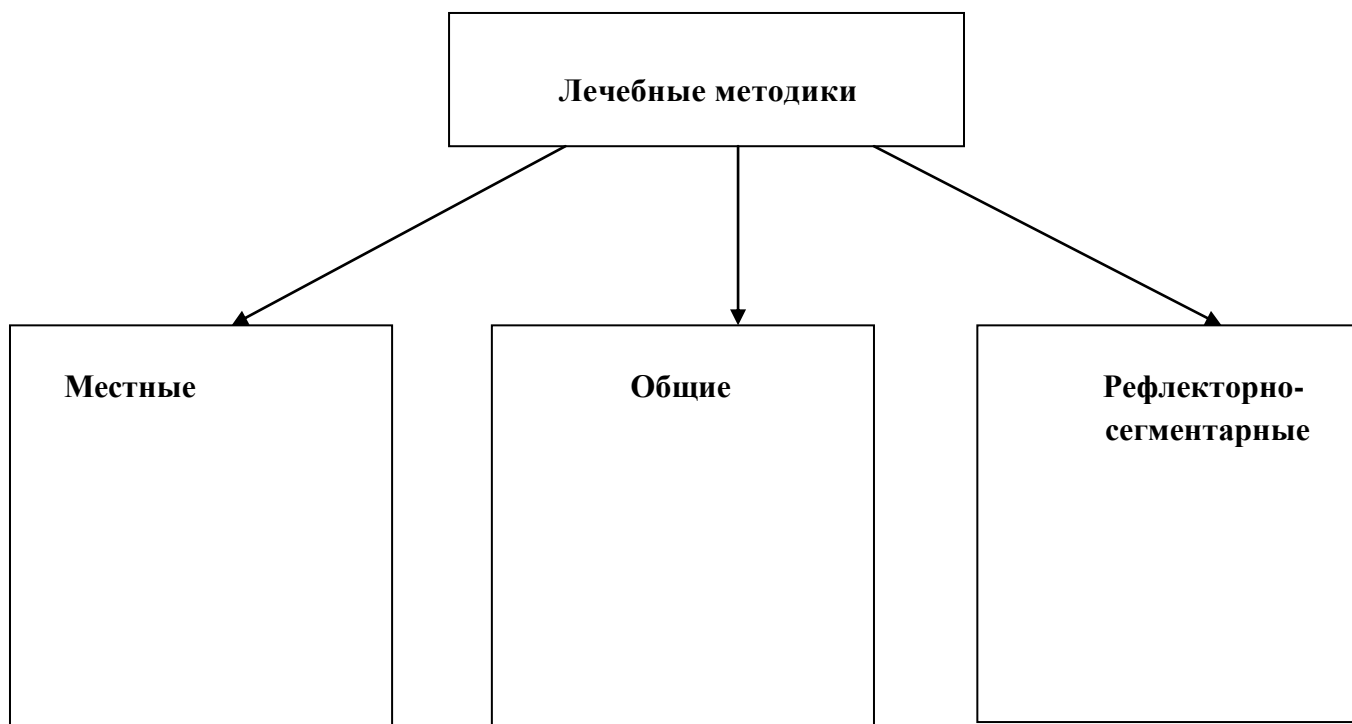 Лечебные методики
Местные
Общие
Рефлекторно-
сегментарные